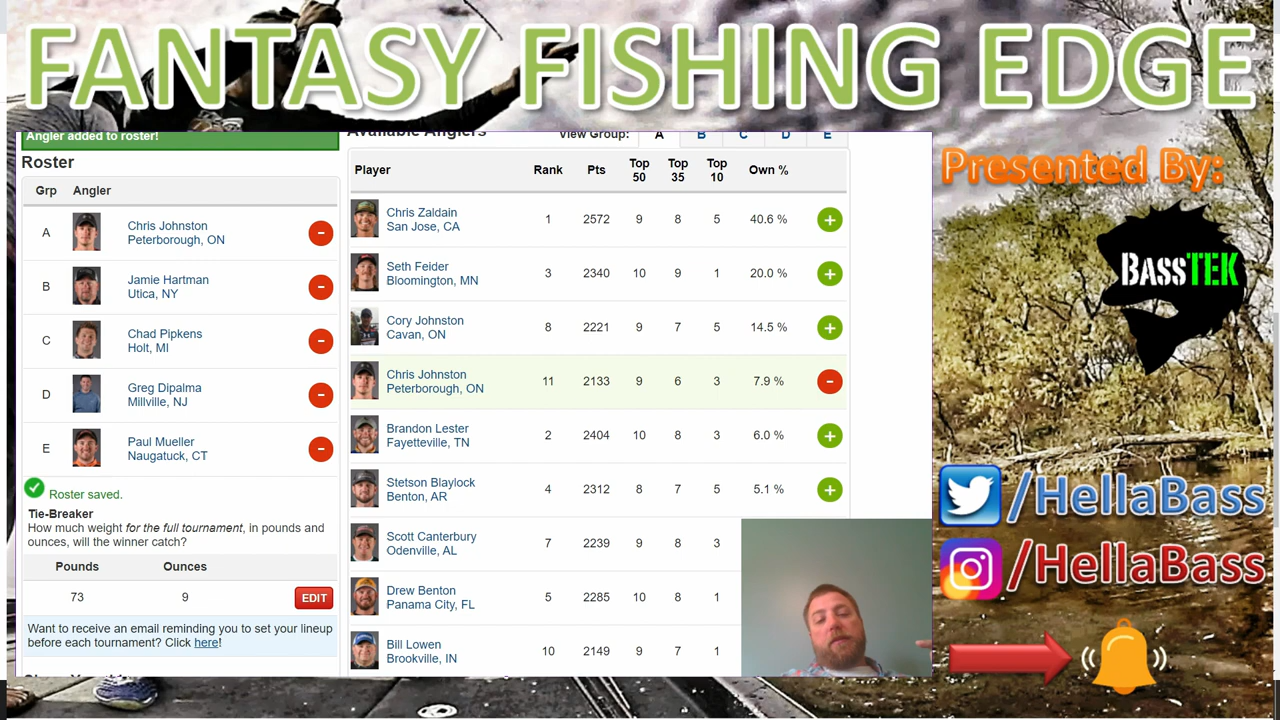 FANTASY FISHING EDGE
Angler added to roster!
Roster
Grp Angler
A Chris Johnston
Peterborough, ON
B Jamie Hartman
Utica, NY
C Chad Pipkens
Holt, MI
D Greg Dipalma
Millville, NJ
E Paul Mueller
Naugatuck, CT
Roster saved.
Tie-Breaker
How much weight for the full tournament, in pounds and
ounces, will the winner catch?
Pounds Ounces
73 9 EDIT
Want to receive an email reminding you to set your lineup
before each tournament? Click here!
Available Anglers View Group: A B C D E
Player Rank Pts Top 50 Top 35 Top 10 Own %
Chris Zaldain
San Jose, CA 1 2572 9 8 5 40.6 %
Seth Feider
Bloomington, MN 3 2340 10 9 1 20.0 %
Cory Johnston
Cavan, ON 8 2221 9 7 5 14.5 %
Chris Johnston
Peterborough, ON 11 2133 9 6 3 7.9 %
Brandon Lester
Fayetteville, TN 2 2404 10 8 3 6.0 %
Stetson Blaylock
Benton, AR 4 2312 8 7 5 5.1 %
Scott Canterbury
Odenville, AL 7 2239 9 8 3
Drew Benton
Panama City, FL 5 2285 10 8 1
Bill Lowen
Brookville, IN 10 2149 9 7 1
Presented By:
BASSTEK
/HellaBass
/HellaBass